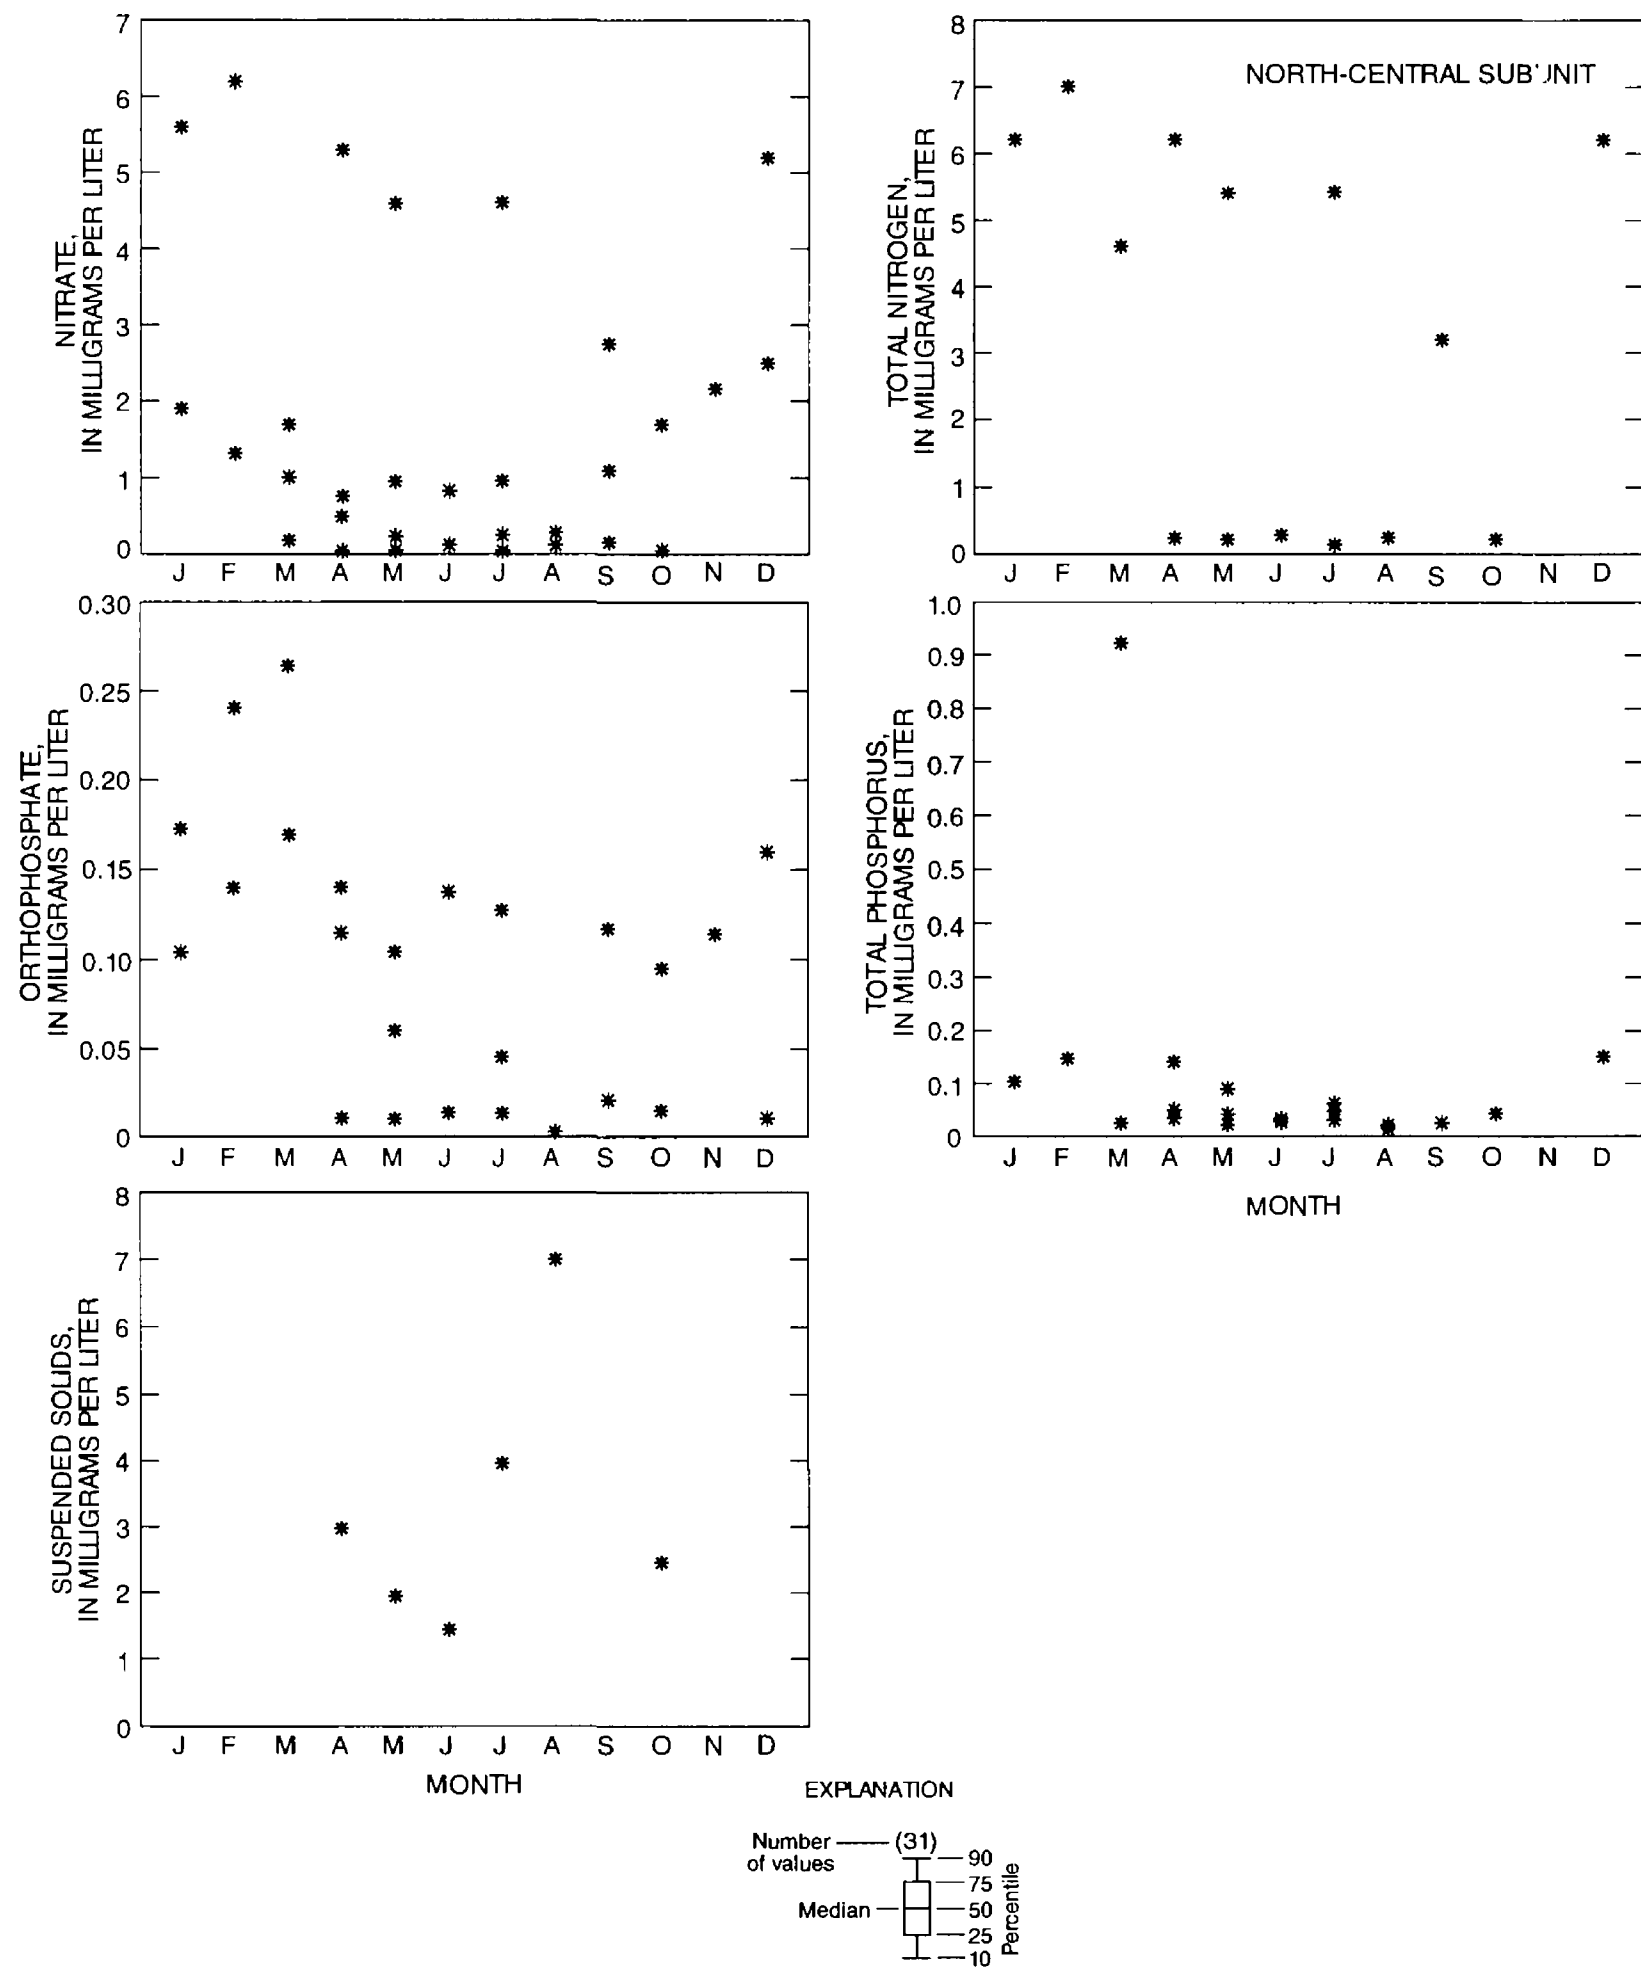 7
6
5
4
3
2
1
0
NITRATE,
IN MILLIGRAMS PER LITER
J F M A M J J A S O N D
NORTH-CENTRAL SUBUNIT
8
7
6
5
4
3
2
1
0
TOTAL NITROGEN,
IN MILLIGRAMS PER LITER
J F M A M J J A S O N D
0.30
0.25
0.20
0.15
0.10
0.05
0
ORTHOPHOSPHATE,
IN MILLIGRAMS PER LITER
J F M A M J J A S O N D
1.0
0.9
0.8
0.7
0.6
0.5
0.4
0.3
0.2
0.1
0
TOTAL PHOSPHORUS,
IN MILLIGRAMS PER LITER
J F M A M J J A S O N D
MONTH
8
7
6
5
4
3
2
1
0
SUSPENDED SOLIDS,
IN MILLIGRAMS PER LITER
J F M A M J J A S O N D
MONTH
EXPLANATION
Number (31)
of values
Median
90
75
50
25
10
Percentile